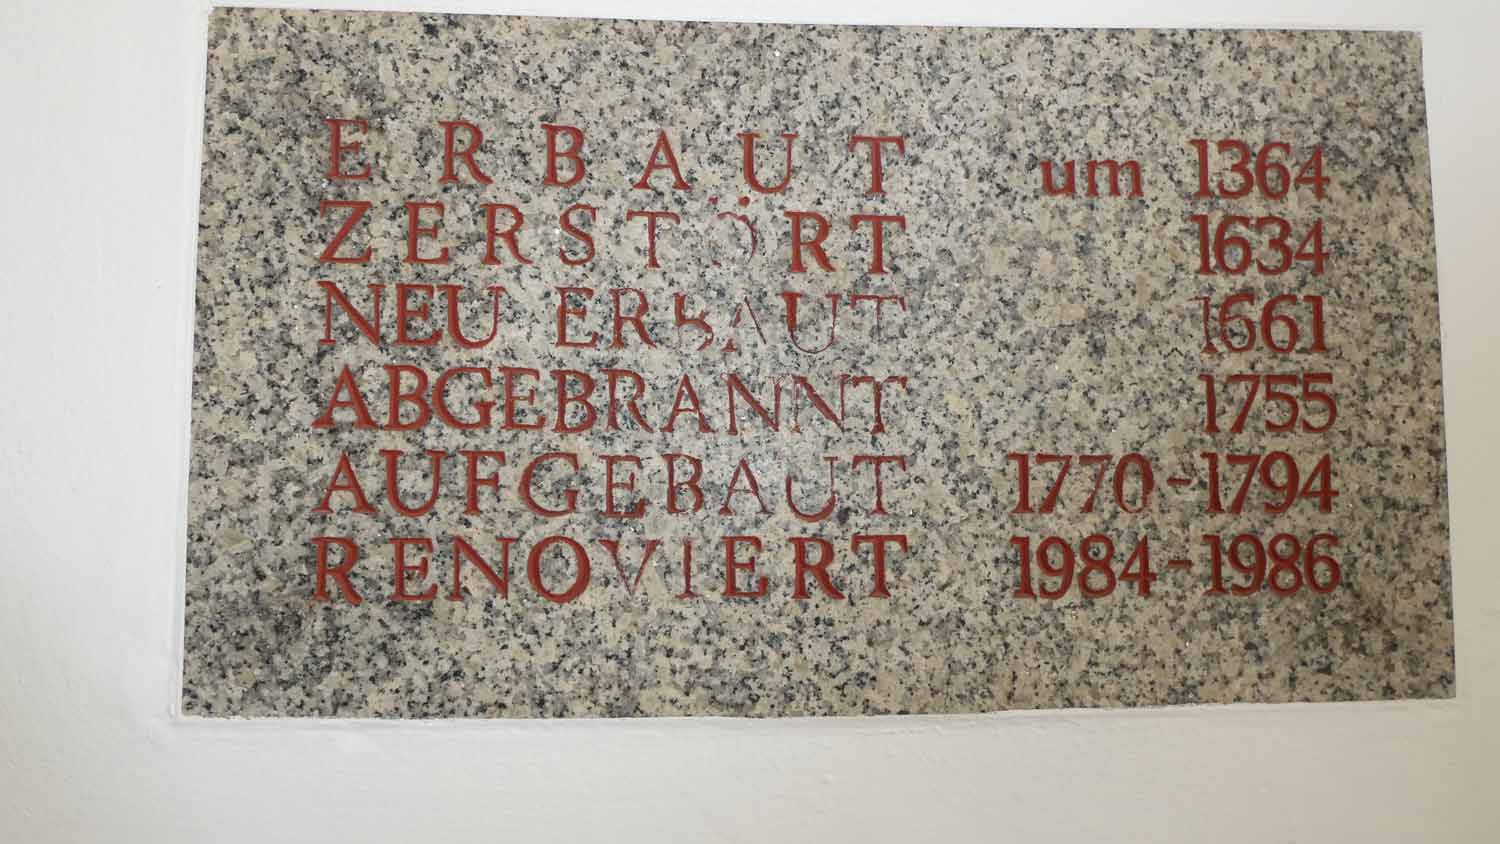 ERBAUT um 1364
ZERSTÖRT 1634
NEU ERBAUT 1661
ABGEBRANNT 1755
AUFGEBAUT 1770-1794
RENOVIERT 1984-1986